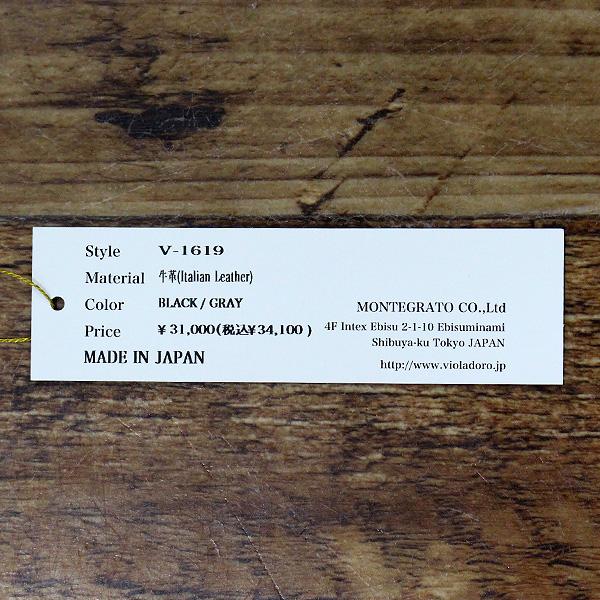 Style V-1619
Material 牛革(Italian Leather)
Color BLACK / GRAY
Price ¥31,000(税込¥34,100 )
MADE IN JAPAN
MONTEGRATO CO.,Ltd
4F Intex Ebisu 2-1-10 Ebisuminami
Shibuya-ku Tokyo JAPAN
http://www.violadoro.jp